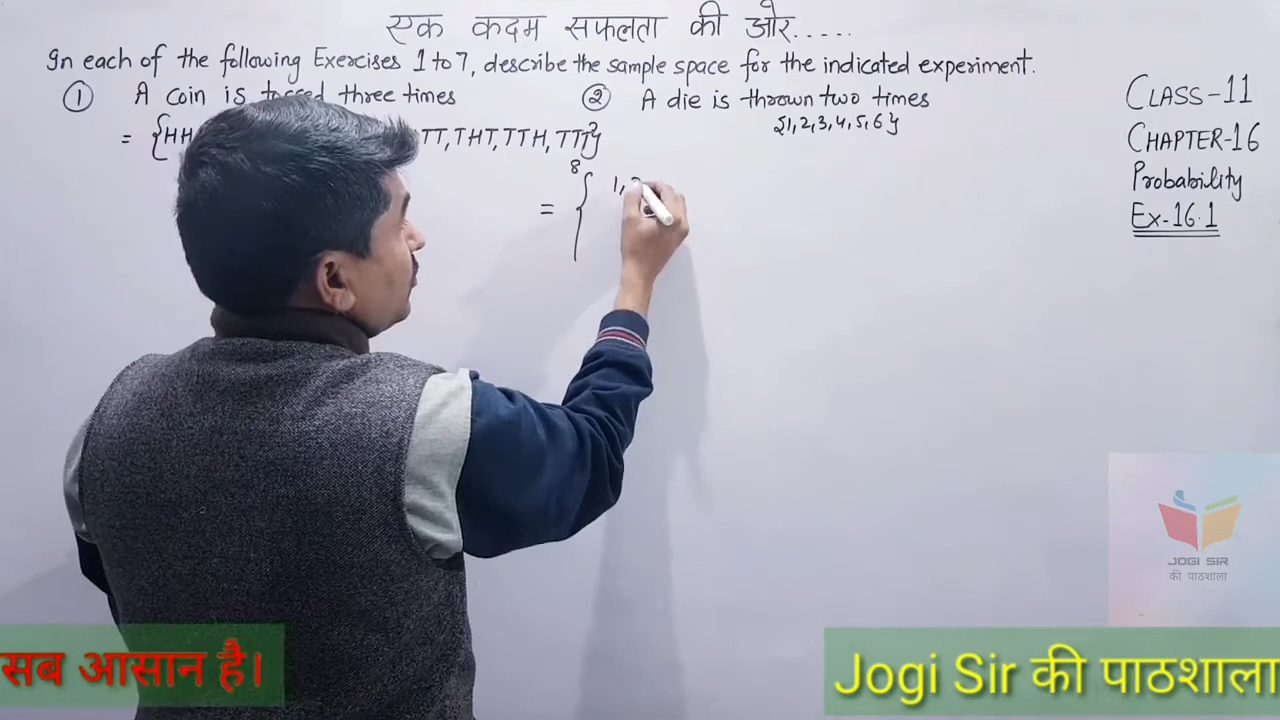 एक कदम सफलता की ओर.....
In each of the following Exercises 1 to 7, describe the sample space for the indicated experiment.
① A coin is tossed three times
= {HH TT, THT, TTH, TTT}
8
② A die is thrown two times
{1,2,3,4,5,6}
= { 1,
CLASS-11
CHAPTER-16
Probability
Ex-16.1
JOGI SIR
की पाठशाला
सब आसान है।
Jogi Sir की पाठशाला